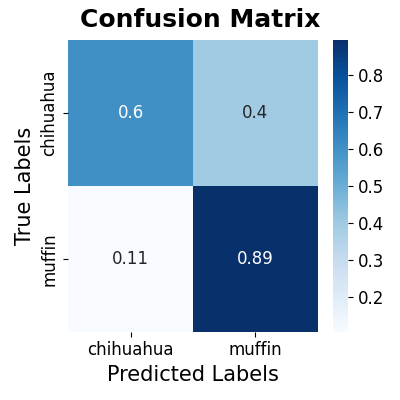 Confusion Matrix
True Labels
chihuahua
0.6
0.4
muffin
0.11
0.89
chihuahua
muffin
Predicted Labels
0.8
0.7
0.6
0.5
0.4
0.3
0.2